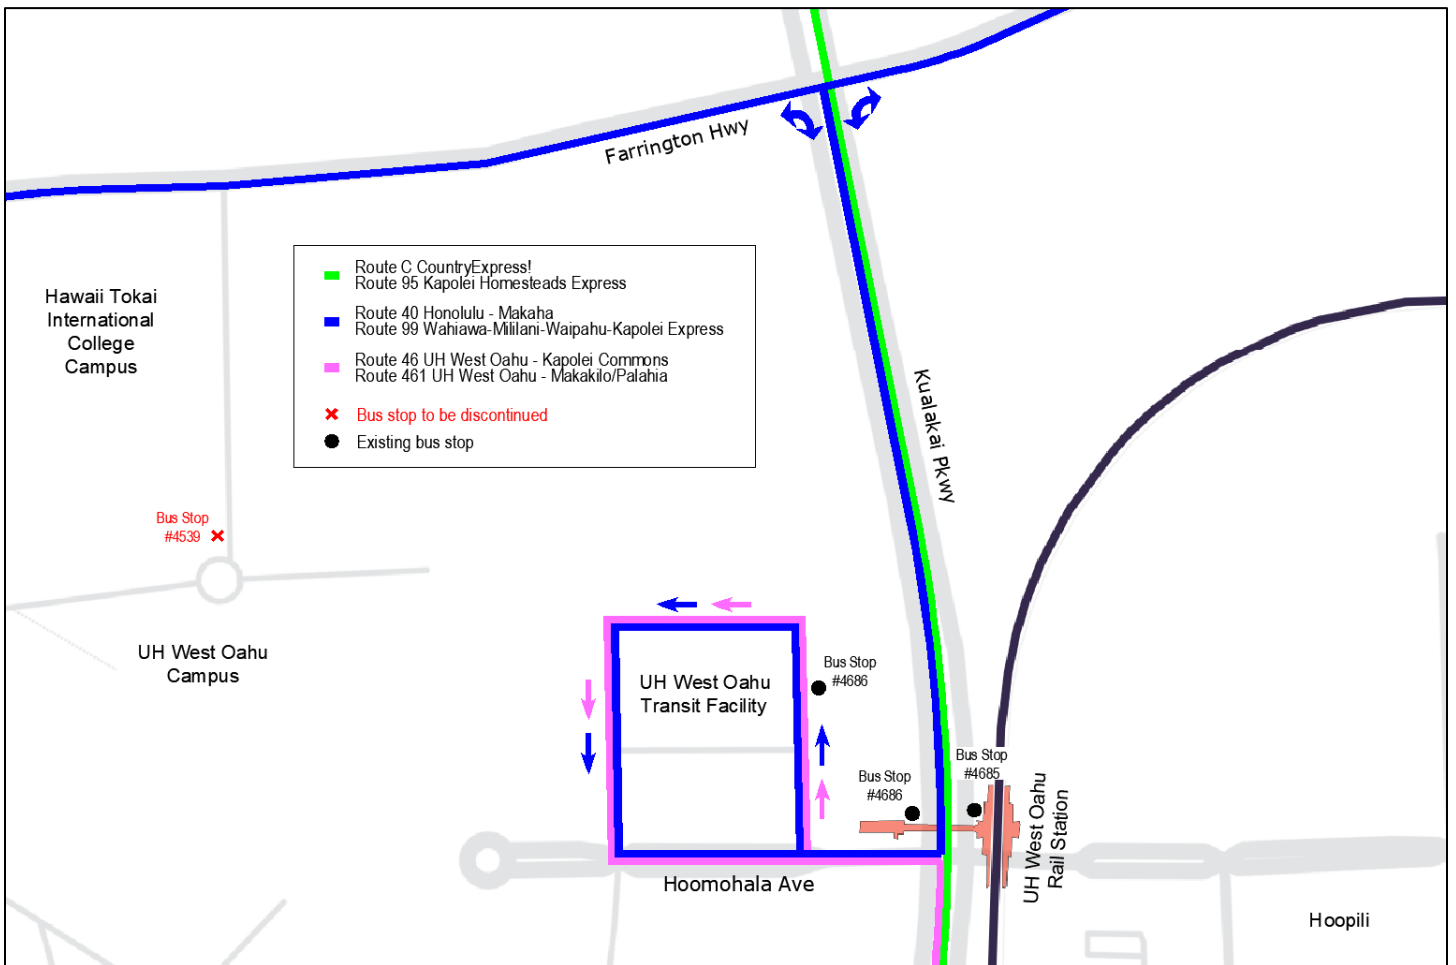 Farrington Hwy
Route C CountryExpress!
Route 95 Kapolei Homesteads Express
Route 40 Honolulu - Makaha
Route 99 Wahiawa-Mililani-Waipahu-Kapolei Express
Route 46 UH West Oahu - Kapolei Commons
Route 461 UH West Oahu - Makakilo/Palahia
Bus stop to be discontinued
Existing bus stop
Hawaii Tokai
International
College
Campus
Kualakai Pkwy
Bus Stop
#4539
UH West Oahu
Campus
UH West Oahu
Transit Facility
Bus Stop
#4686
Bus Stop
#4686
Bus Stop
#4685
UH West Oahu
Rail Station
Hoomohala Ave
Hoopili